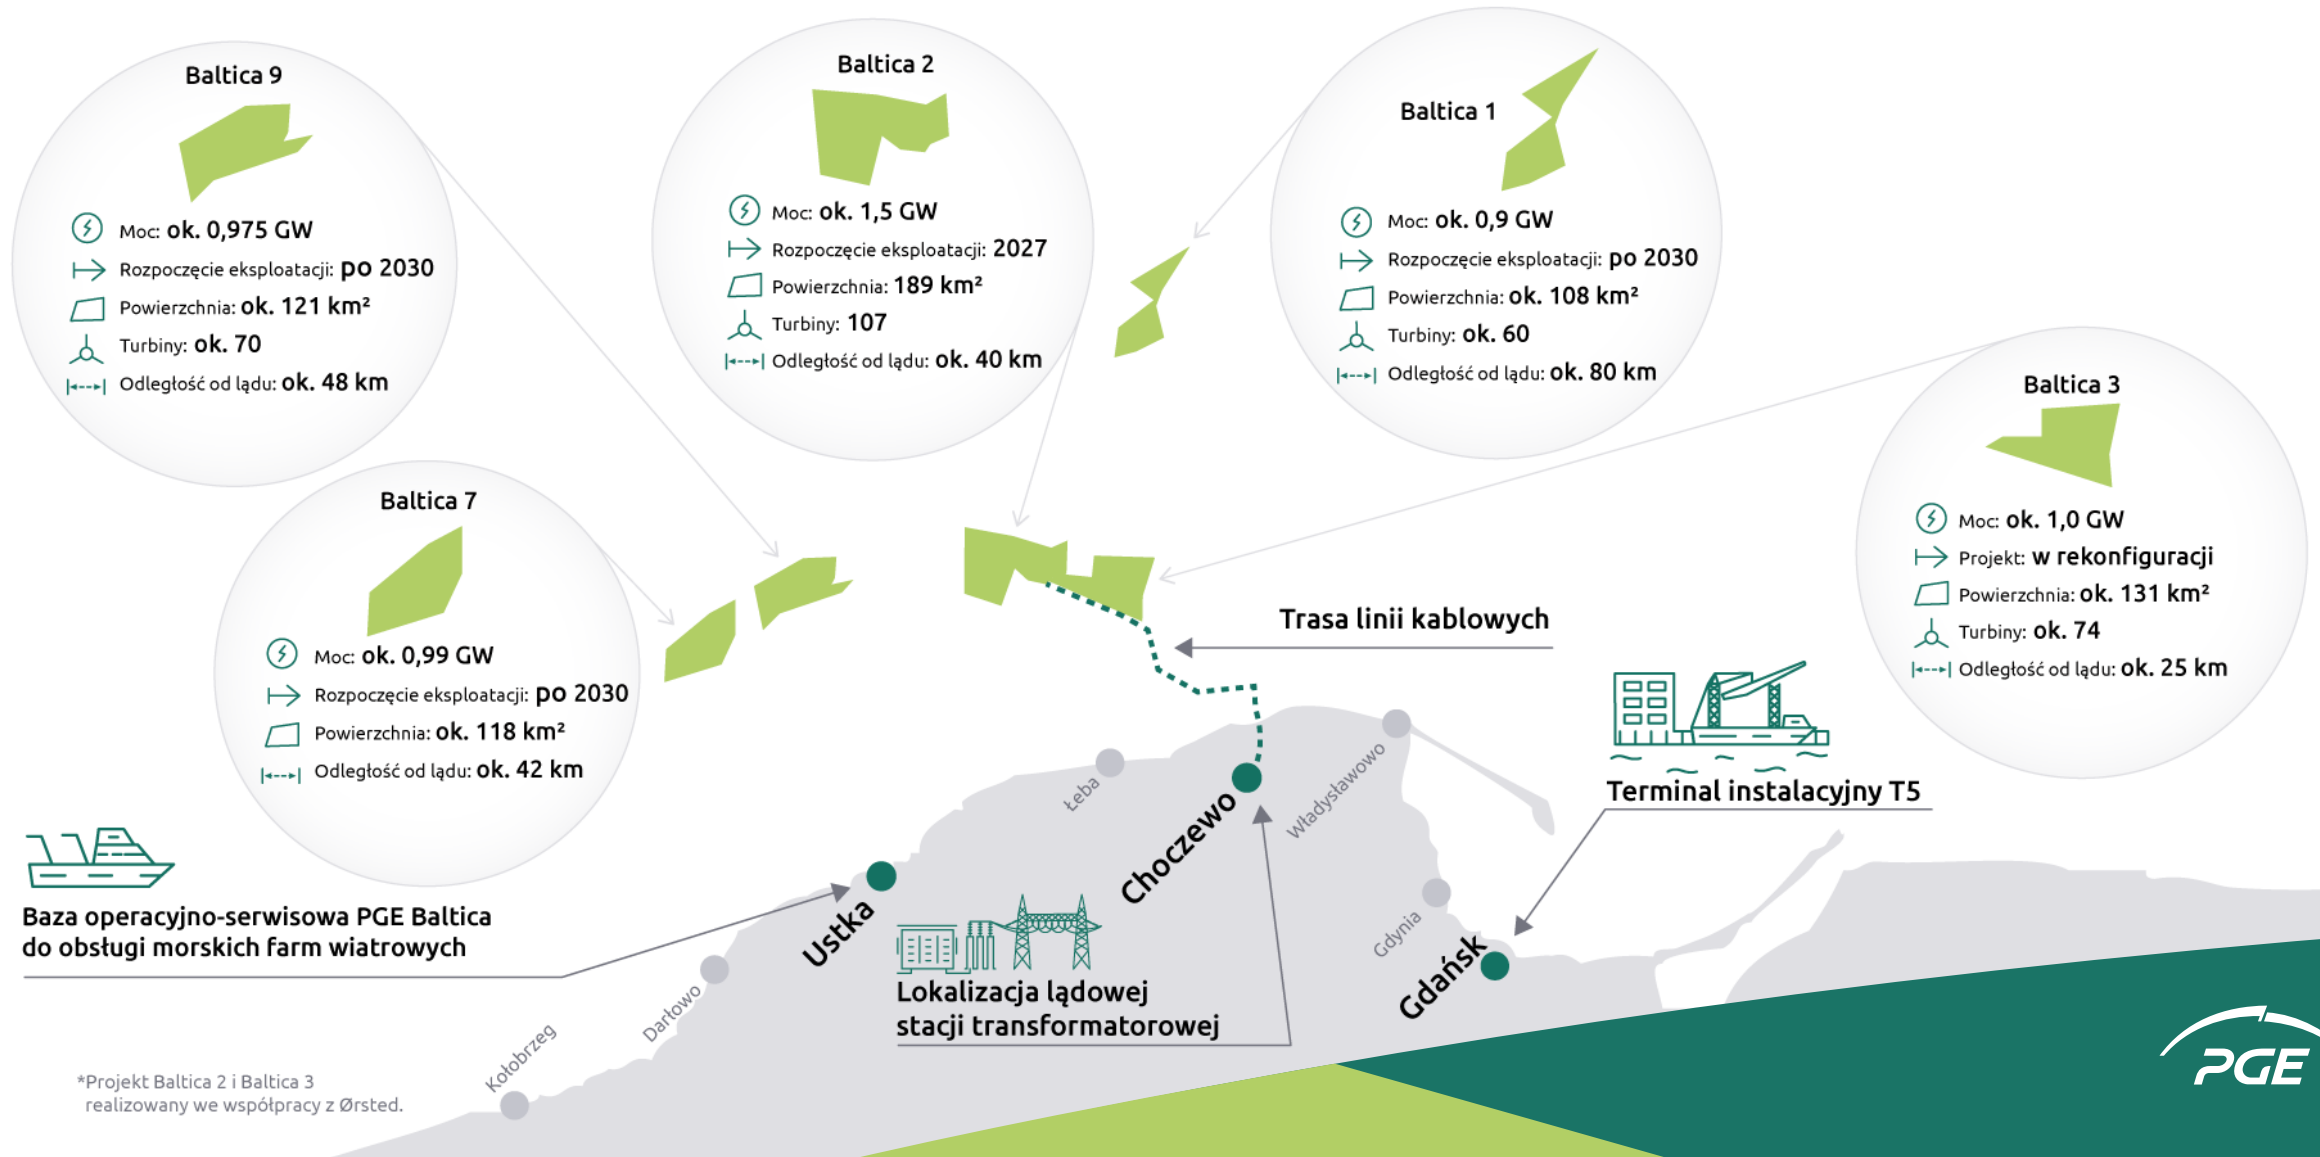 Baltica 9
Moc: ok. 0,975 GW
Rozpoczęcie eksploatacji: po 2030
Powierzchnia: ok. 121 km²
Turbiny: ok. 70
Odległość od lądu: ok. 48 km
Baltica 2
Moc: ok. 1,5 GW
Rozpoczęcie eksploatacji: 2027
Powierzchnia: 189 km²
Turbiny: 107
Odległość od lądu: ok. 40 km
Baltica 1
Moc: ok. 0,9 GW
Rozpoczęcie eksploatacji: po 2030
Powierzchnia: ok. 108 km²
Turbiny: ok. 60
Odległość od lądu: ok. 80 km
Baltica 3
Moc: ok. 1,0 GW
Projekt: w rekonfiguracji
Powierzchnia: ok. 131 km²
Turbiny: ok. 74
Odległość od lądu: ok. 25 km
Baltica 7
Moc: ok. 0,99 GW
Rozpoczęcie eksploatacji: po 2030
Powierzchnia: ok. 118 km²
Odległość od lądu: ok. 42 km
Trasa linii kablowych
Terminal instalacyjny T5
Łeba
Choczewo
Władysławowo
Ustka
Gdynia
Gdańsk
Darłowo
Kołobrzeg
Baza operacyjno-serwisowa PGE Baltica
do obsługi morskich farm wiatrowych
Lokalizacja lądowej
stacji transformatorowej
*Projekt Baltica 2 i Baltica 3
realizowany we współpracy z Ørsted.
PGE